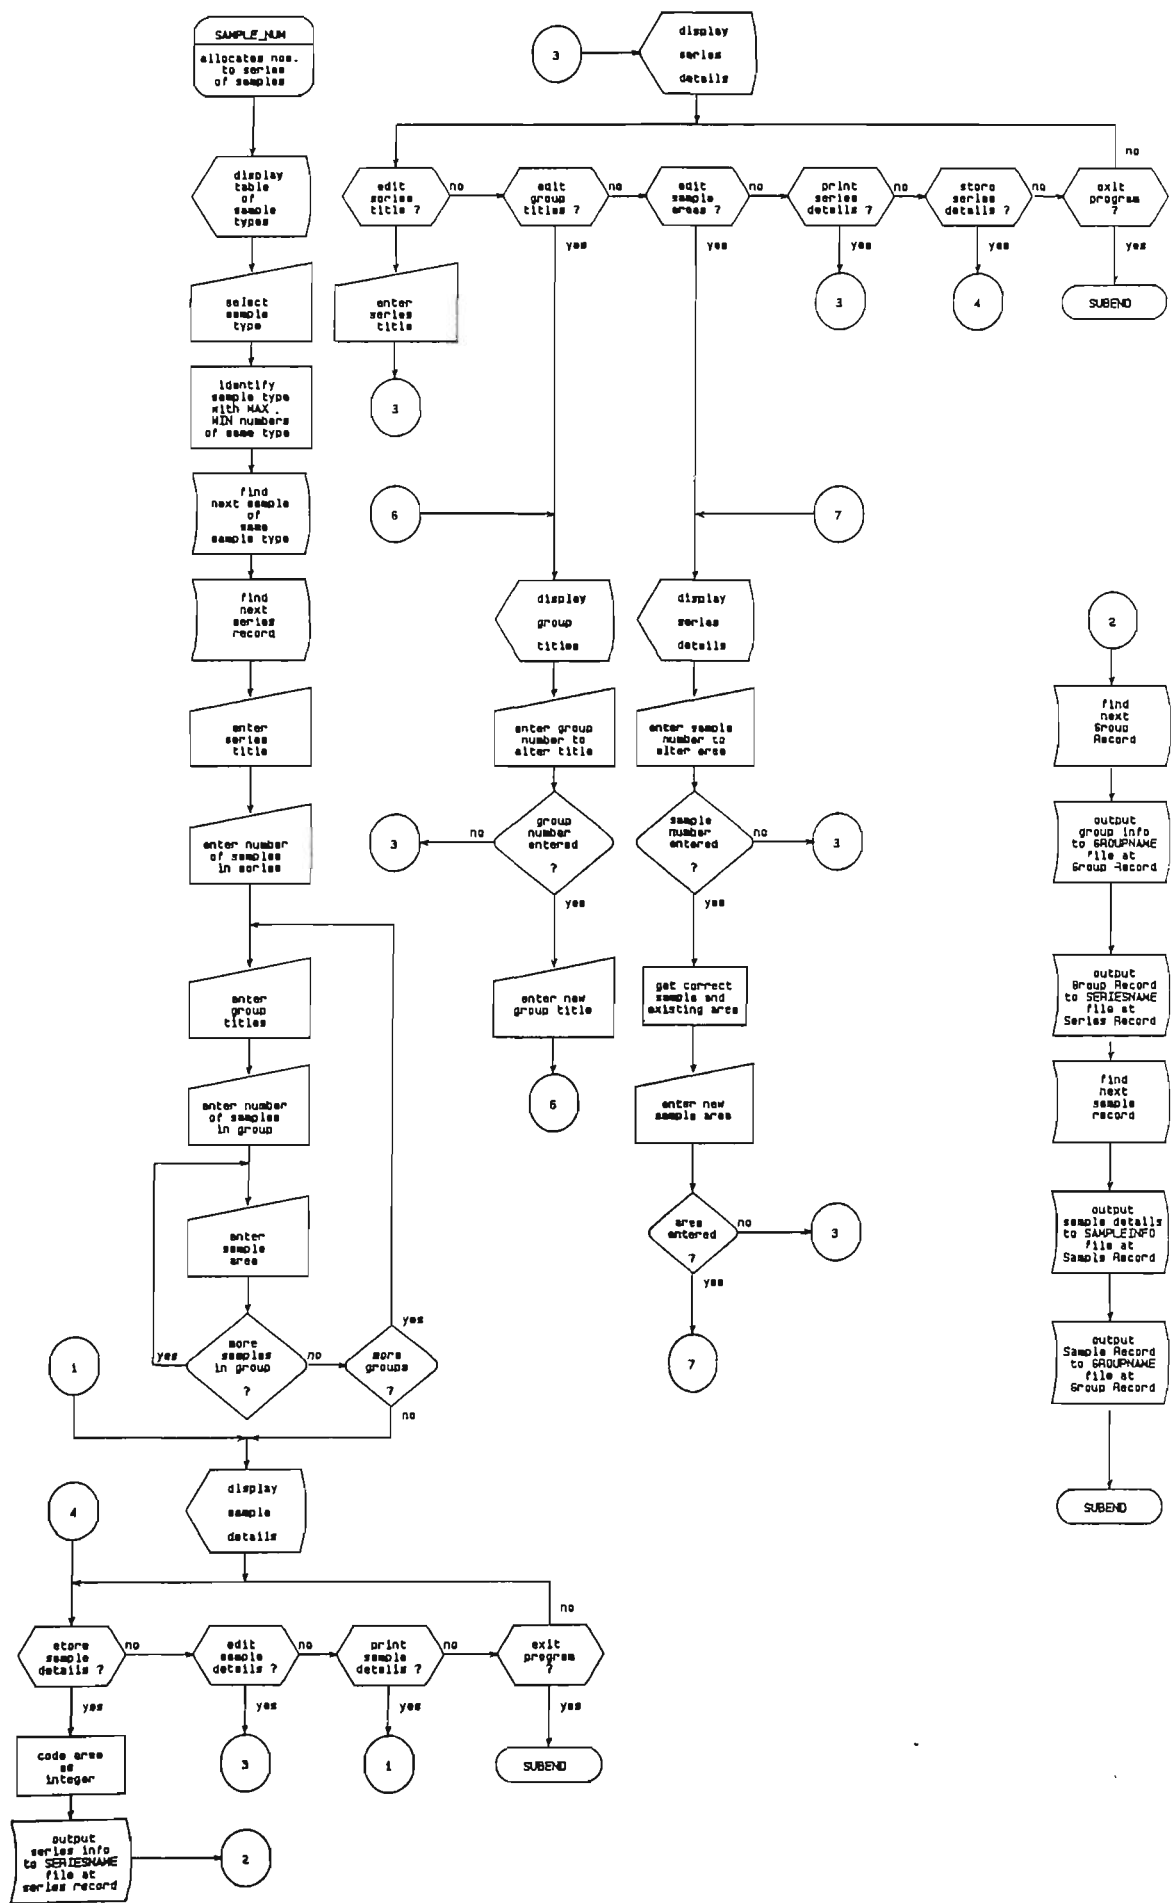 SAMPLE_NUM
allocates nos.
to series
of samples
display
table
of
sample
types
select
sample
type
identify
sample type
with MAX .
MIN numbers
of same type
find
next sample
of
same
sample type
find
next
series
record
enter
series
title
enter number
of samples
in series
enter
group
titles
enter number
of samples
in group
enter
sample
area
more
samples
in group
?
yes
no
more
groups
?
yes
no
1
display
sample
details
4
store
sample
details ?
no
yes
edit
sample
details ?
no
yes
print
sample
details ?
no
yes
exit
program
?
no
yes
code area
as
integer
3
1
SUBEND
output
series info
to SERIESNAME
file at
series record
2
3
display
series
details
edit
series
title ?
no
edit
group
titles ?
no
yes
edit
sample
areas ?
no
yes
print
series
details ?
no
yes
store
series
details ?
no
yes
exit
program
?
no
yes
enter
series
title
3
3
4
SUBEND
6
7
display
group
titles
enter group
number to
alter title
group
number
entered
?
no
3
yes
enter new
group title
6
display
series
details
enter sample
number to
alter area
sample
number
entered
?
no
3
yes
get correct
sample and
existing area
enter new
sample area
area
entered
?
no
3
yes
7
2
find
next
Group
Record
output
group info
to GROUPNAME
file at
Group Record
output
Group Record
to SERIESNAME
file at
Series Record
find
next
sample
record
output
sample details
to SAMPLEINFO
file at
Sample Record
output
Sample Record
to GROUPNAME
file at
Group Record
SUBEND